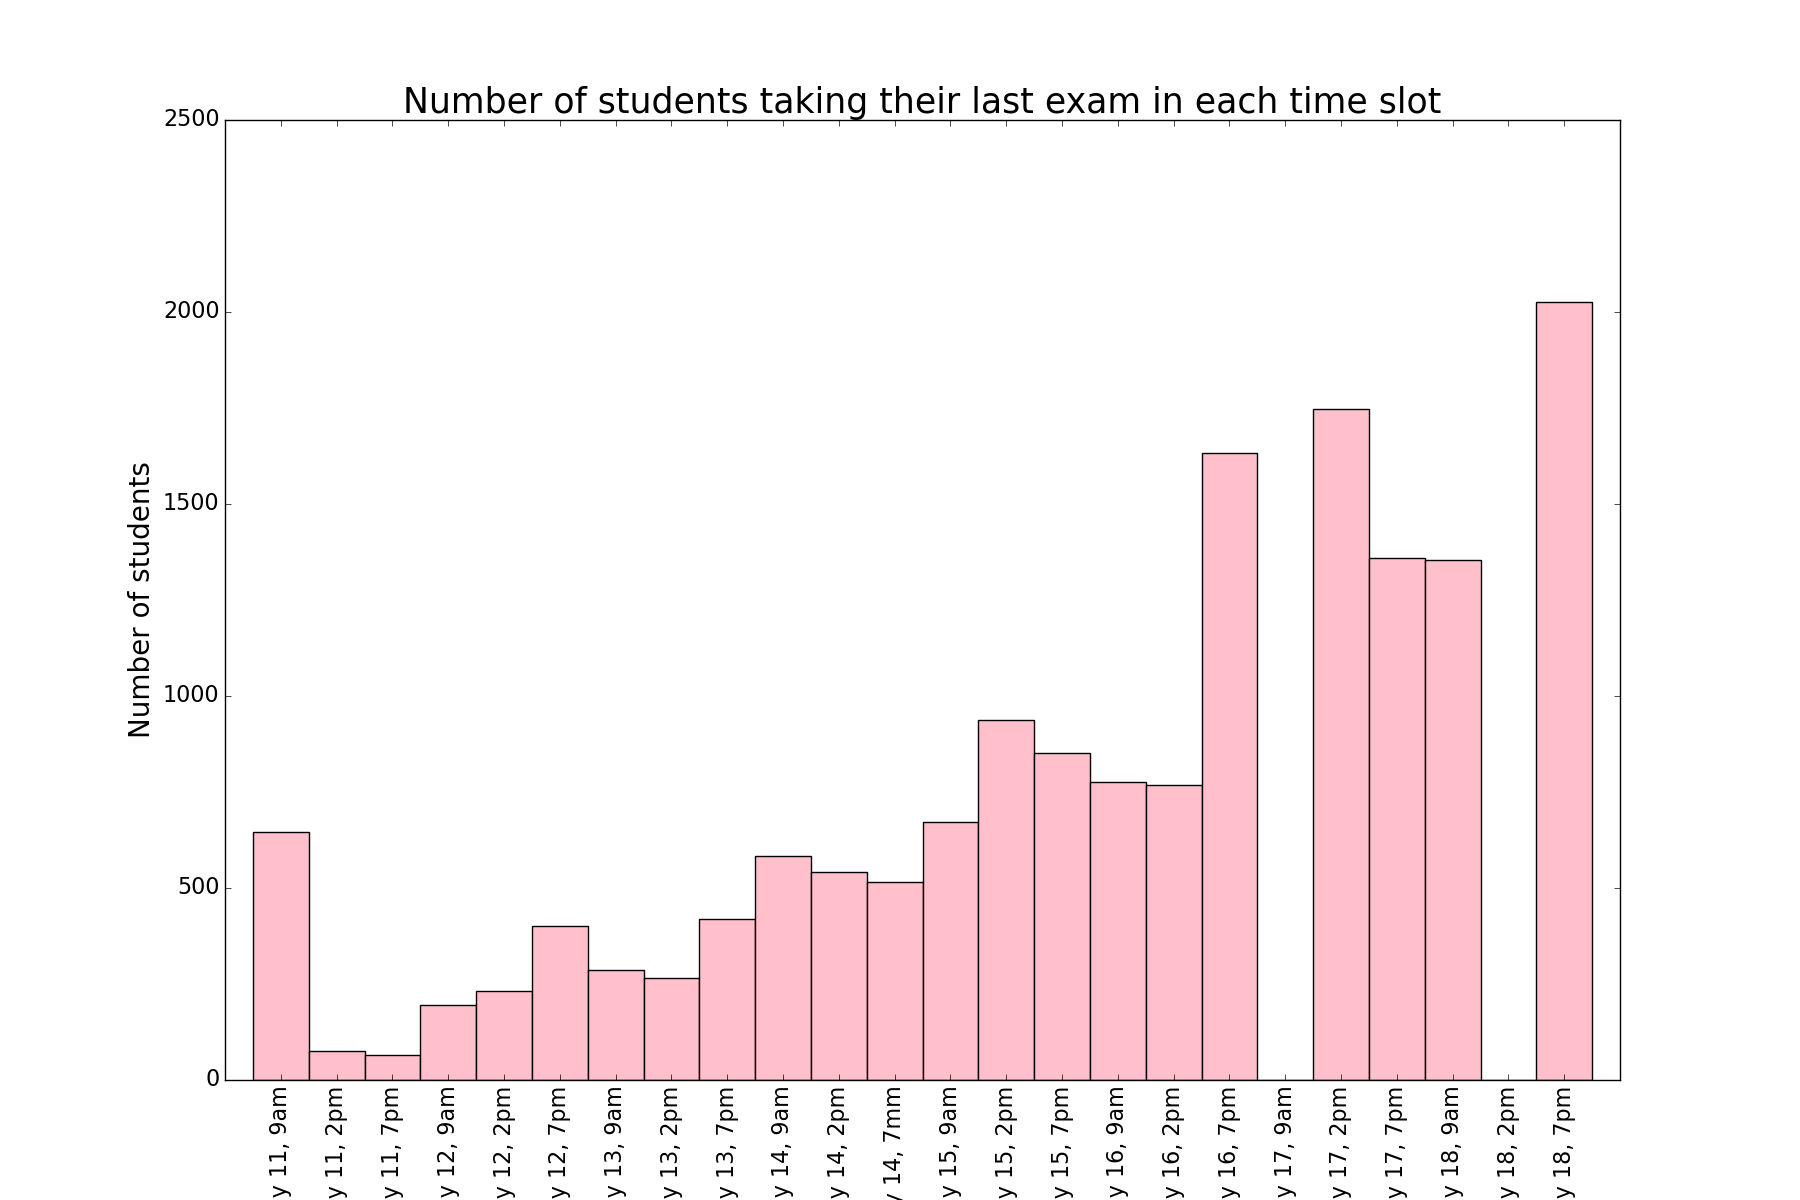 Number of students taking their last exam in each time slot
Number of students
2500
2000
1500
1000
500
0
y 11, 9am
y 11, 2pm
y 11, 7pm
y 12, 9am
y 12, 2pm
y 12, 7pm
y 13, 9am
y 13, 2pm
y 13, 7pm
y 14, 9am
y 14, 2pm
y 14, 7mm
y 15, 9am
y 15, 2pm
y 15, 7pm
y 16, 9am
y 16, 2pm
y 16, 7pm
y 17, 9am
y 17, 2pm
y 17, 7pm
y 18, 9am
y 18, 2pm
y 18, 7pm